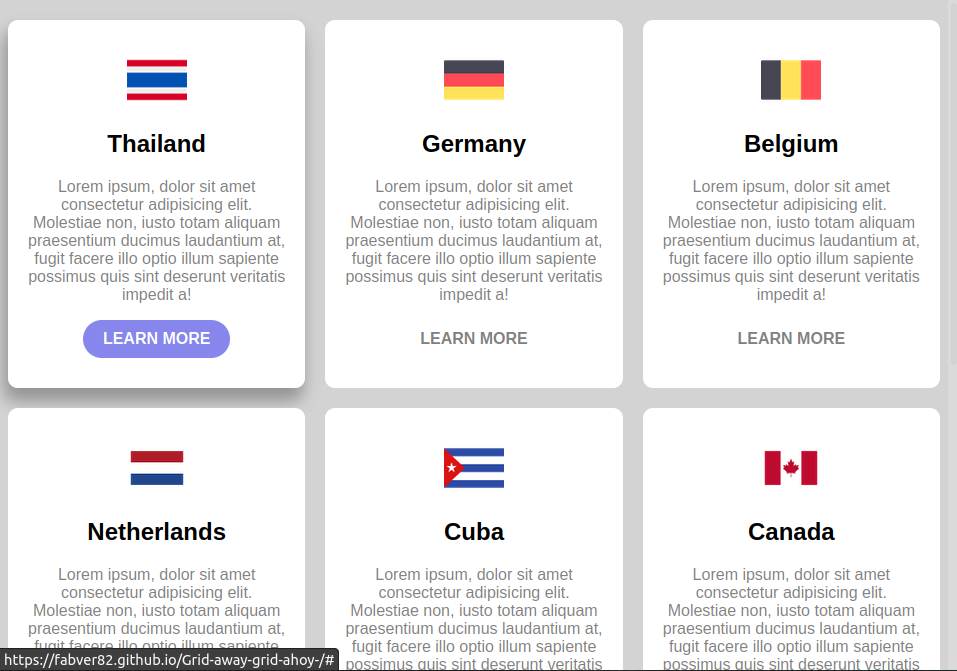 Thailand
Lorem ipsum, dolor sit amet
consectetur adipisicing elit.
Molestiae non, iusto totam aliquam
praesentium ducimus laudantium at,
fugit facere illo optio illum sapiente
possimus quis sint deserunt veritatis
impedit a!
LEARN MORE
Germany
Lorem ipsum, dolor sit amet
consectetur adipisicing elit.
Molestiae non, iusto totam aliquam
praesentium ducimus laudantium at,
fugit facere illo optio illum sapiente
possimus quis sint deserunt veritatis
impedit a!
LEARN MORE
Belgium
Lorem ipsum, dolor sit amet
consectetur adipisicing elit.
Molestiae non, iusto totam aliquam
praesentium ducimus laudantium at,
fugit facere illo optio illum sapiente
possimus quis sint deserunt veritatis
impedit a!
LEARN MORE
Netherlands
Lorem ipsum, dolor sit amet
consectetur adipisicing elit.
Molestiae non, iusto totam aliquam
praesentium ducimus laudantium at,
fugit facere illo optio illum sapiente
Cuba
Lorem ipsum, dolor sit amet
consectetur adipisicing elit.
Molestiae non, iusto totam aliquam
praesentium ducimus laudantium at,
fugit facere illo optio illum sapiente
possimus quis sint deserunt veritatis
Canada
Lorem ipsum, dolor sit amet
consectetur adipisicing elit.
Molestiae non, iusto totam aliquam
praesentium ducimus laudantium at,
fugit facere illo optio illum sapiente
possimus quis sint deserunt veritatis
https://fabver82.github.io/Grid-away-grid-ahoy-/#